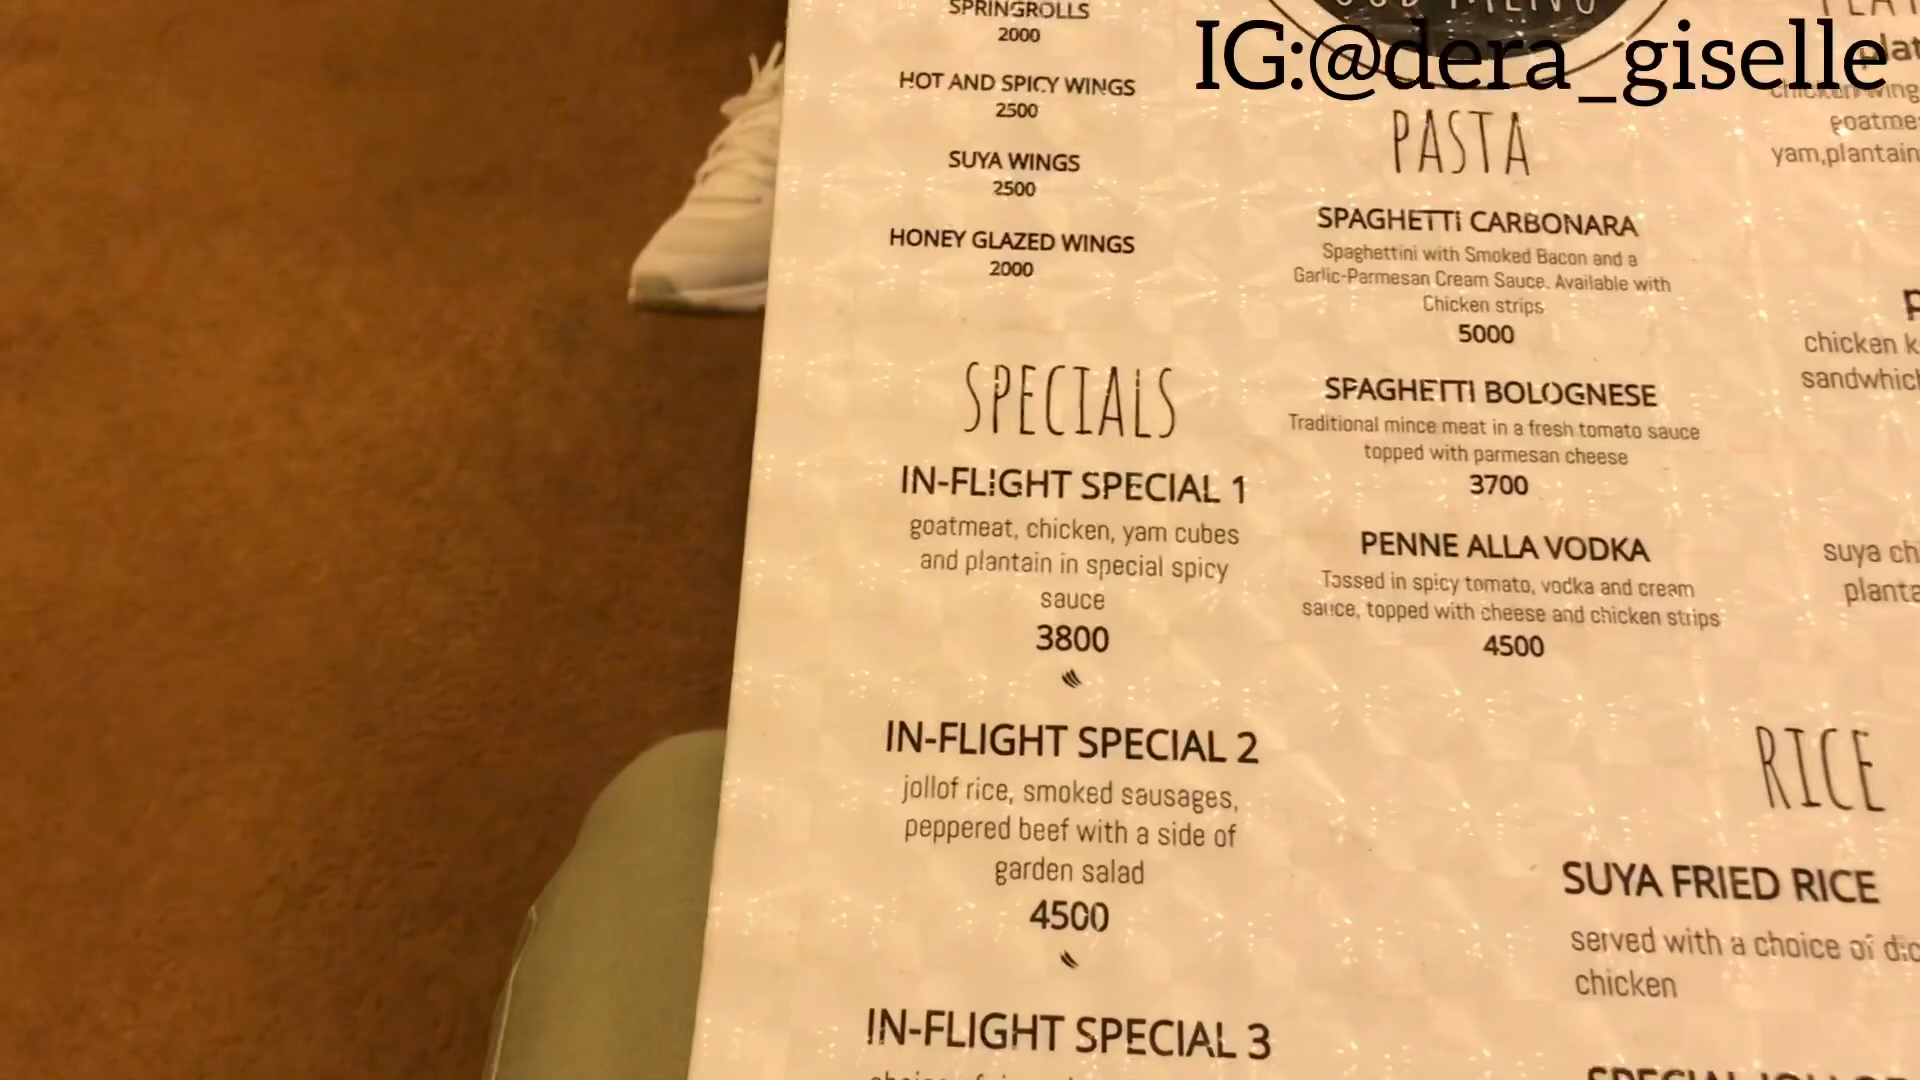 SPRINGROLLS
2000
HOT AND SPICY WINGS
2500
SUYA WINGS
2500
HONEY GLAZED WINGS
2000
SPECIALS
IN-FLIGHT SPECIAL 1
goatmeat, chicken, yam cubes
and plantain in special spicy
sauce
3800
IN-FLIGHT SPECIAL 2
jollof rice, smoked sausages,
peppered beef with a side of
garden salad
4500
IN-FLIGHT SPECIAL 3
IG:@dera_giselle
PASTA
SPAGHETTI CARBONARA
Spaghettini with Smoked Bacon and a
Garlic-Parmesan Cream Sauce. Available with
Chicken strips
5000
SPAGHETTI BOLOGNESE
Traditional mince meat in a fresh tomato sauce
topped with parmesan cheese
3700
PENNE ALLA VODKA
Tossed in spicy tomato, vodka and cream
sauce, topped with cheese and chicken strips
4500
RICE
SUYA FRIED RICE
served with a choice of
chicken
yam,plantain
chicken
suya